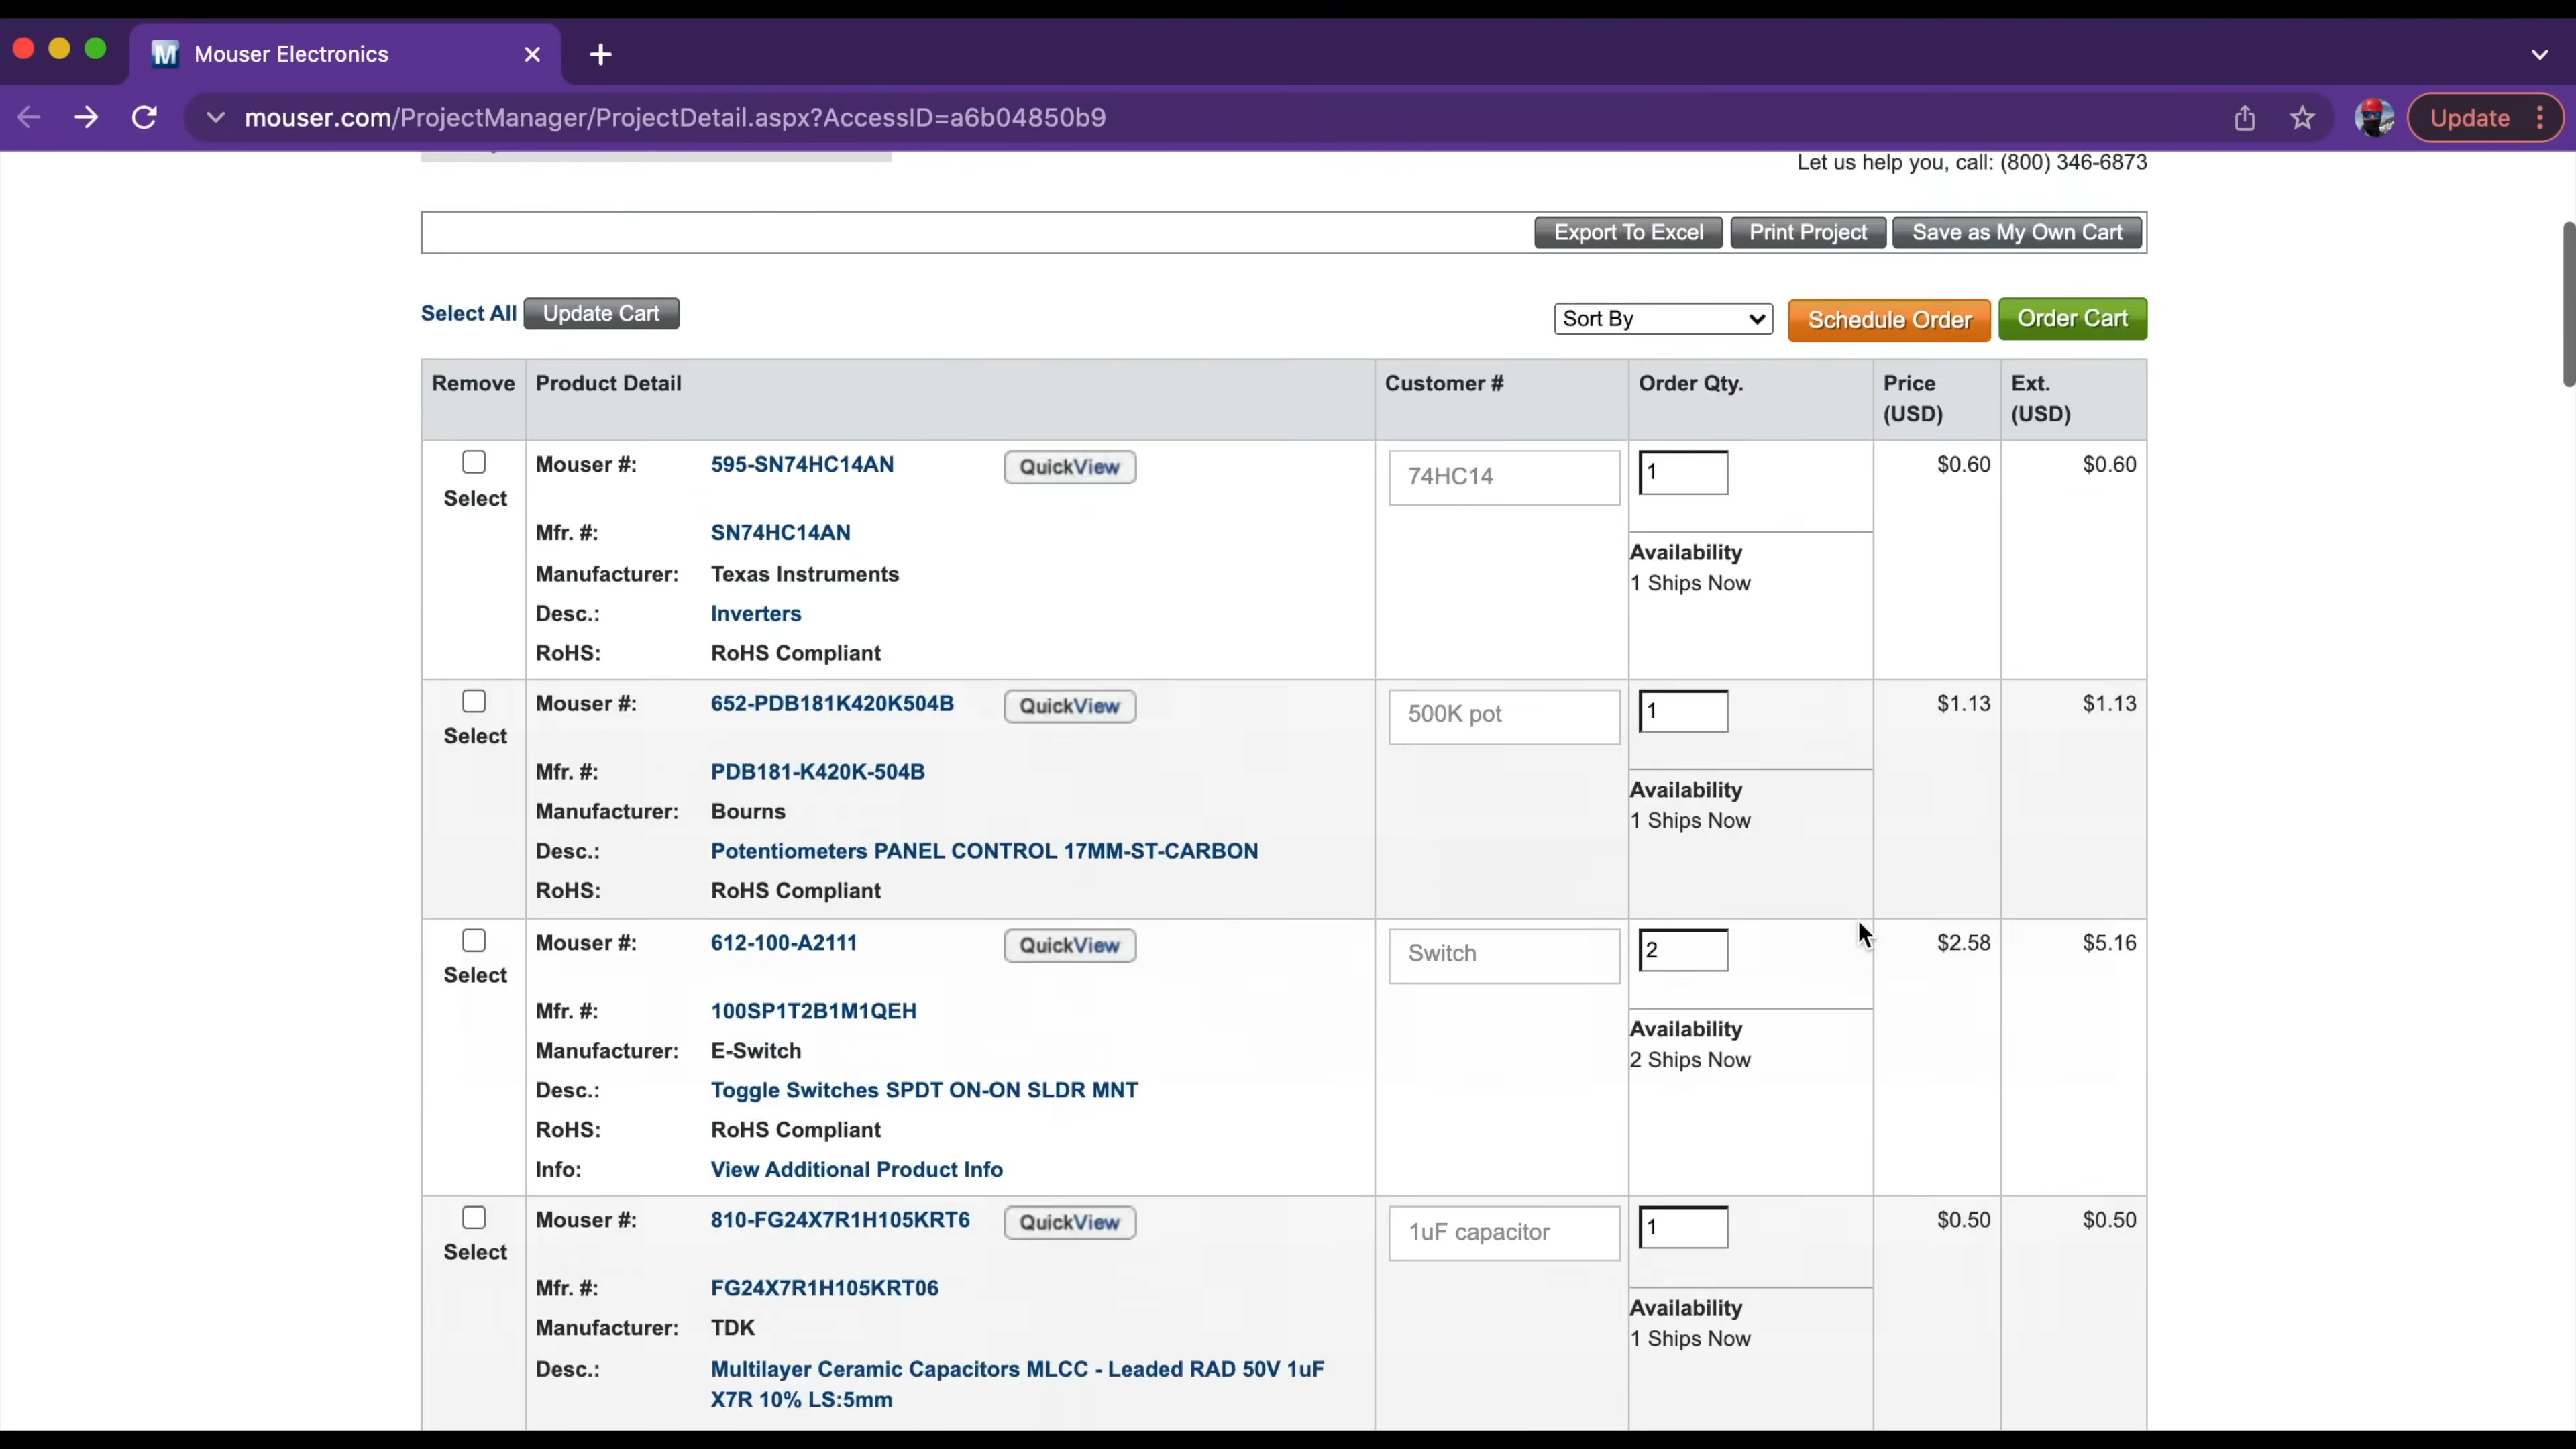 Mouser Electronics
mouser.com/ProjectManager/ProjectDetail.aspx?AccessID=a6b04850b9
Update
Let us help you, call: (800) 346-6873
Export To Excel Print Project Save as My Own Cart
Select All Update Cart Sort By Schedule Order Order Cart
Remove Product Detail Customer # Order Qty. Price (USD) Ext. (USD)
Select
Mouser #: 595-SN74HC14AN QuickView 74HC14 1 $0.60 $0.60
Mfr. #: SN74HC14AN
Manufacturer: Texas Instruments
Desc.: Inverters
RoHS: RoHS Compliant
Availability
1 Ships Now
Select
Mouser #: 652-PDB181K420K504B QuickView 500K pot 1 $1.13 $1.13
Mfr. #: PDB181-K420K-504B
Manufacturer: Bourns
Desc.: Potentiometers PANEL CONTROL 17MM-ST-CARBON
RoHS: RoHS Compliant
Availability
1 Ships Now
Select
Mouser #: 612-100-A2111 QuickView Switch 2 $2.58 $5.16
Mfr. #: 100SP1T2B1M1QEH
Manufacturer: E-Switch
Desc.: Toggle Switches SPDT ON-ON SLDR MNT
RoHS: RoHS Compliant
Info: View Additional Product Info
Availability
2 Ships Now
Select
Mouser #: 810-FG24X7R1H105KRT6 QuickView 1uF capacitor 1 $0.50 $0.50
Mfr. #: FG24X7R1H105KRT06
Manufacturer: TDK
Desc.: Multilayer Ceramic Capacitors MLCC - Leaded RAD 50V 1uF
X7R 10% LS:5mm
Availability
1 Ships Now